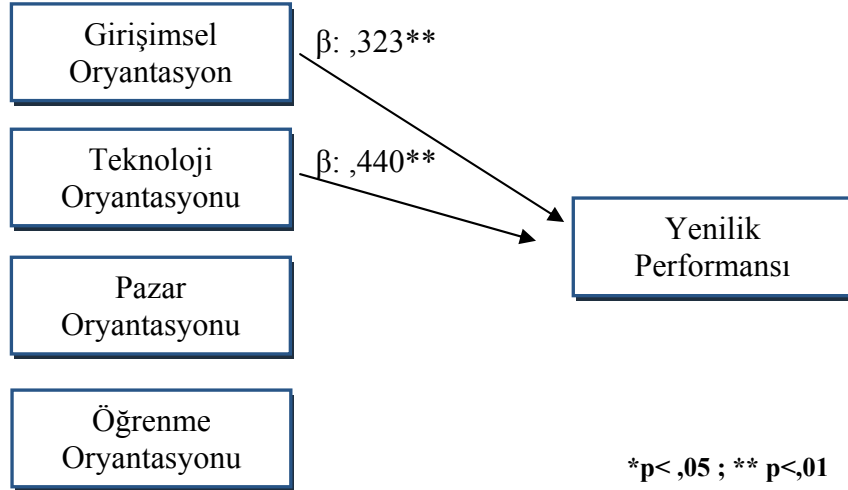 Girişimsel
Oryantasyon
β: ,323**
Teknoloji
Oryantasyonu
β: ,440**
Yenilik
Performansı
Pazar
Oryantasyonu
Öğrenme
Oryantasyonu
*p< ,05 ; ** p<,01